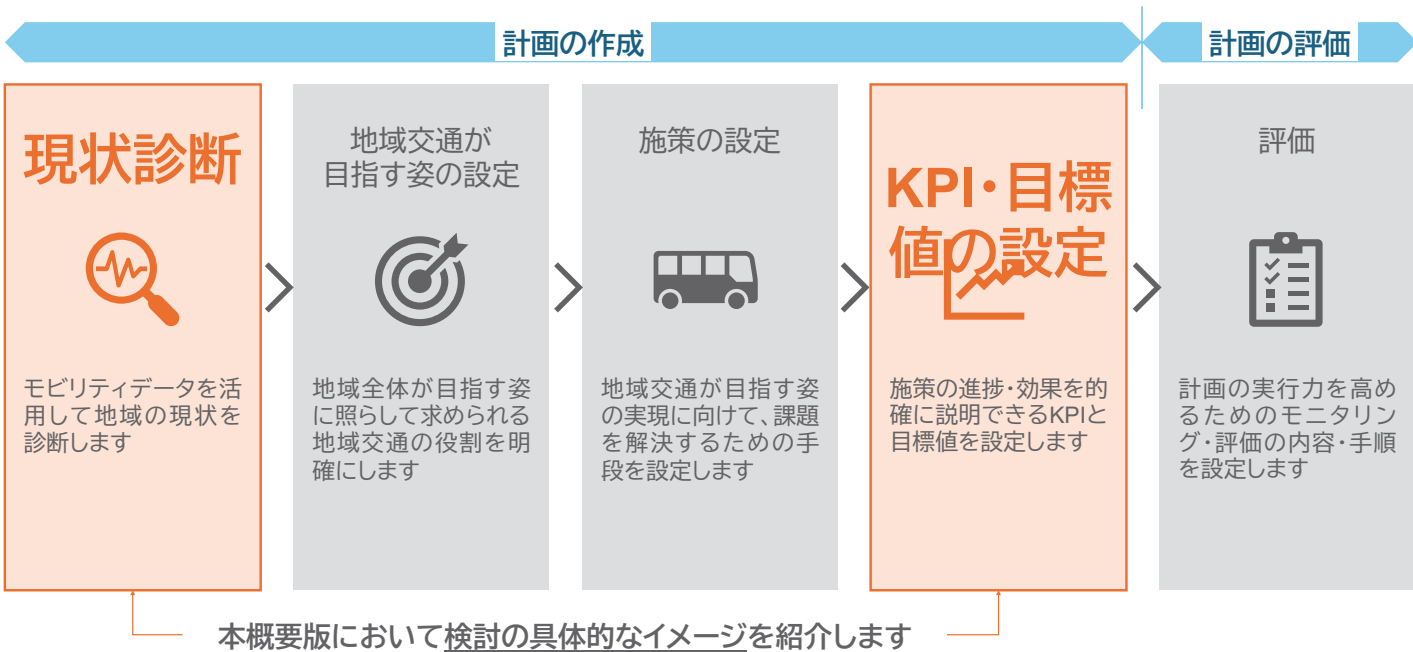 計画の作成
計画の評価
現状診断
モビリティデータを活
用して地域の現状を
診断します
地域交通が
目指す姿の設定
地域全体が目指す姿
に照らして求められる
地域交通の役割を明
確にします
施策の設定
地域交通が目指す姿
の実現に向けて、課題
を解決するための手
段を設定します
KPI・目標
値の設定
施策の進捗・効果を的
確に説明できるKPIと
目標値を設定します
評価
計画の実行力を高め
るためのモニタリン
グ・評価の内容・手順
を設定します
本概要版において検討の具体的なイメージを紹介します